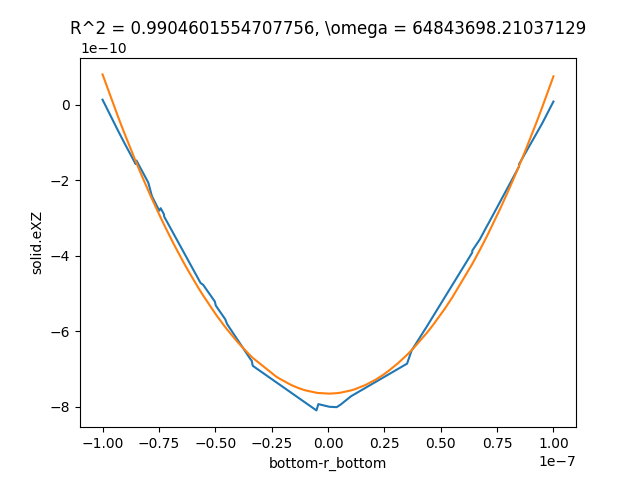 R^2 = 0.9904601554707756, \omega = 64843698.21037129
1e−10
0
−2
−4
−6
−8
solid.eXZ
−1.00 −0.75 −0.50 −0.25 0.00 0.25 0.50 0.75 1.00
1e−7
bottom-r_bottom